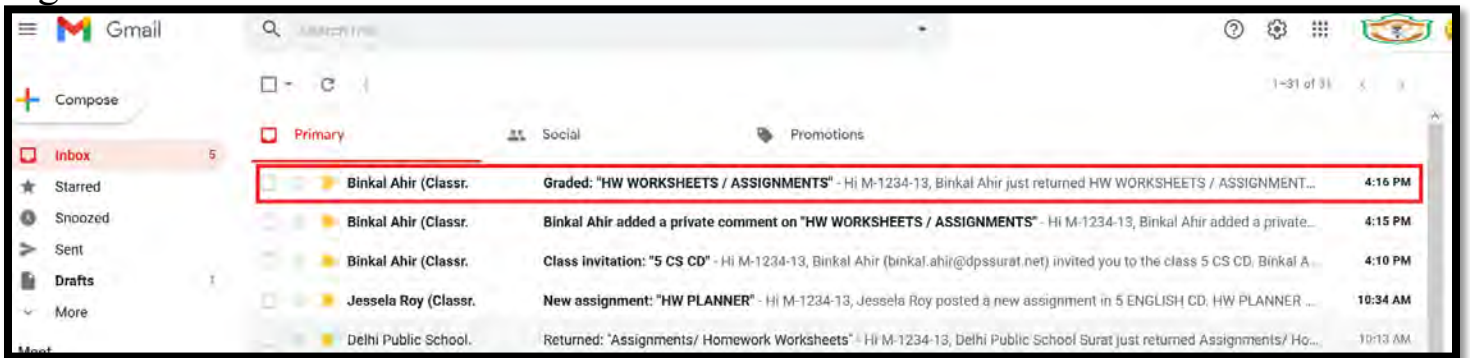 Gmail
1–31 of 31
Compose
Primary
Social
Promotions
Inbox 5
Binkal Ahir (Classr. Graded: "HW WORKSHEETS / ASSIGNMENTS" - Hi M-1234-13, Binkal Ahir just returned HW WORKSHEETS / ASSIGNMENT... 4:16 PM
Starred
Snoozed
Binkal Ahir (Classr. Binkal Ahir added a private comment on "HW WORKSHEETS / ASSIGNMENTS" - Hi M-1234-13, Binkal Ahir added a private... 4:15 PM
Sent
Binkal Ahir (Classr. Class invitation: "5 CS CD" - Hi M-1234-13, Binkal Ahir (binkal.ahir@dpssurat.net) invited you to the class 5 CS CD. Binkal A... 4:10 PM
Drafts 1
Jessela Roy (Classr. New assignment: "HW PLANNER" - Hi M-1234-13, Jessela Roy posted a new assignment in 5 ENGLISH CD. HW PLANNER ... 10:34 AM
More
Delhi Public School. Returned: "Assignments/ Homework Worksheets" - Hi M-1234-13, Delhi Public School Surat just returned Assignments/ Ho... 10:13 AM